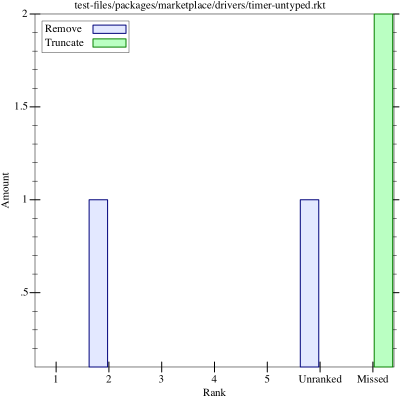 test-files/packages/marketplace/drivers/timer-untyped.rkt
2
Remove
Truncate
1.5
Amount
1
.5
1 2 3 4 5 Unranked Missed
Rank